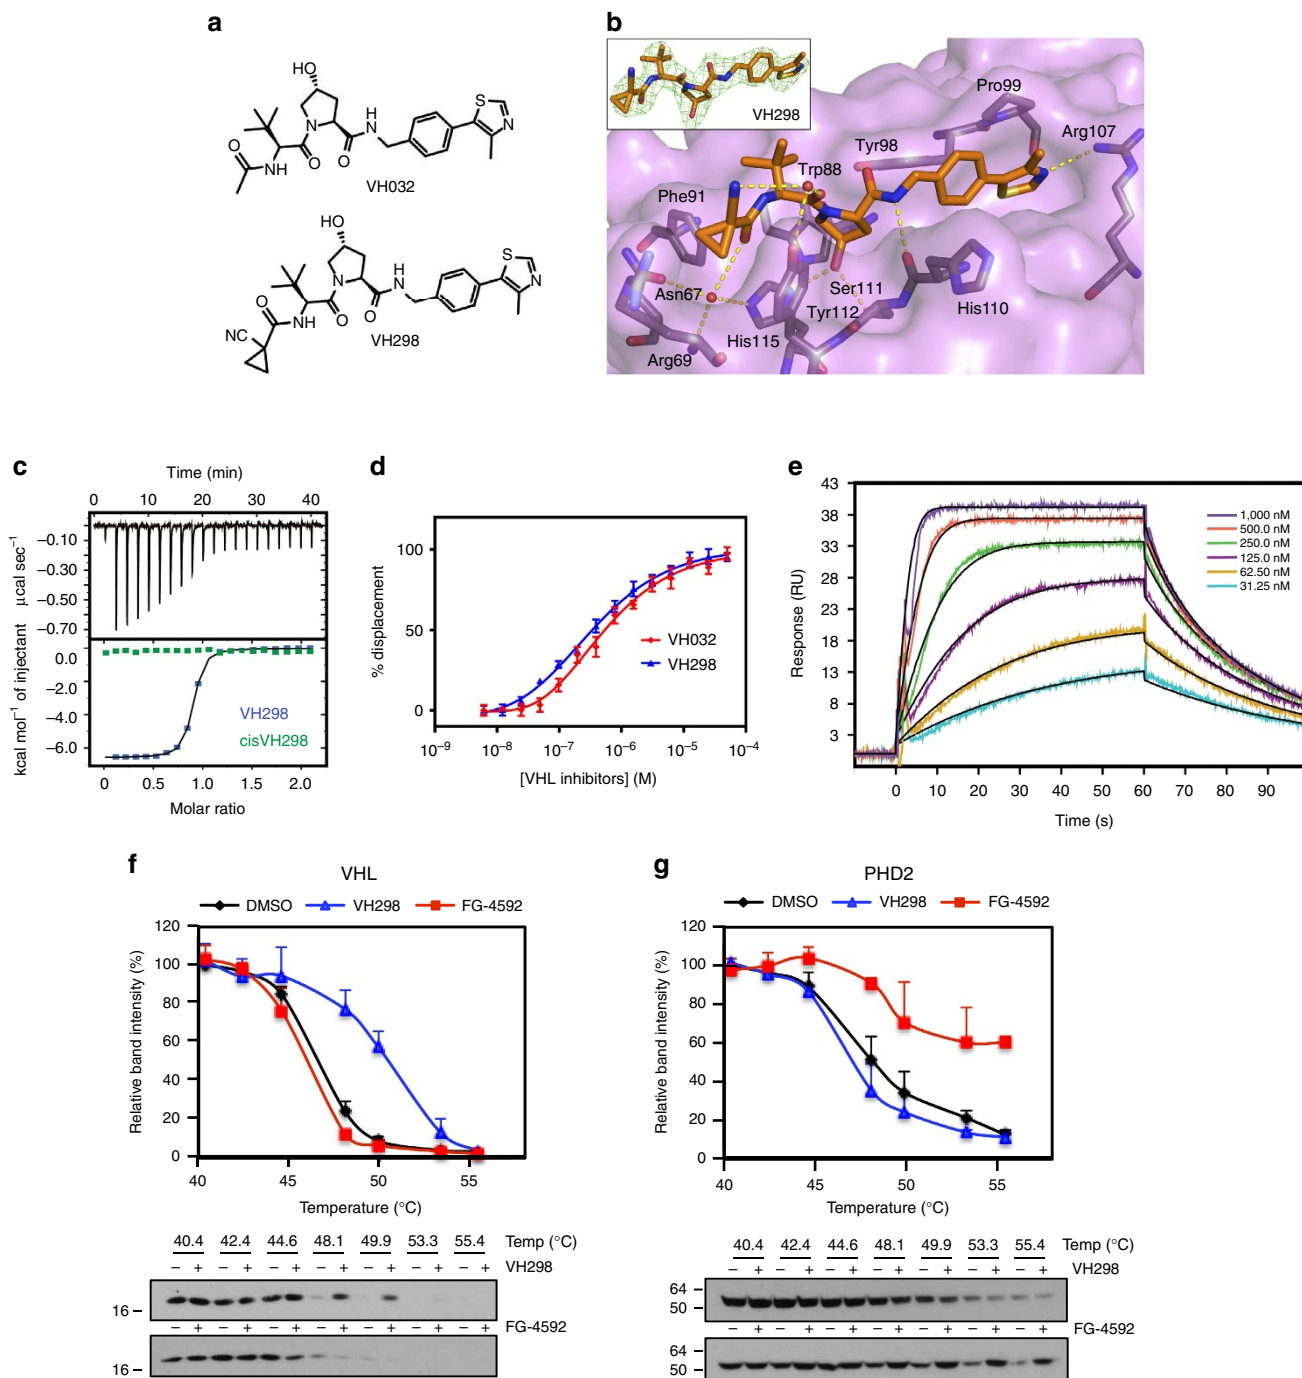 a
HO
N
O
NH
O
H
N
O
S
N
VH032
HO
N
O
NC
NH
O
H
N
O
S
N
VH298
b
VH298
Pro99
Arg107
Tyr98
Trp88
Phe91
Asn67
Ser111
Tyr112
His110
His115
Arg69
c
Time (min)
0 10 20 30 40
μcal sec⁻¹
−0.10
−0.30
−0.50
−0.70
kcal mol⁻¹ of injectant
0.0
−2.0
−4.0
−6.0
VH298
cisVH298
0 0.5 1.0 1.5 2.0
Molar ratio
d
% displacement
100
50
0
VH032
VH298
10⁻⁹ 10⁻⁸ 10⁻⁷ 10⁻⁶ 10⁻⁵ 10⁻⁴
[VHL inhibitors] (M)
e
Response (RU)
43
38
33
28
23
18
13
8
3
1,000 nM
500.0 nM
250.0 nM
125.0 nM
62.50 nM
31.25 nM
0 10 20 30 40 50 60 70 80 90
Time (s)
f
VHL
DMSO VH298 FG-4592
Relative band intensity (%)
120
100
80
60
40
20
0
40 45 50 55
Temperature (°C)
40.4 42.4 44.6 48.1 49.9 53.3 55.4 Temp (°C)
− + − + − + − + − + − + − + VH298
16
− + − + − + − + − + − + − + FG-4592
16
g
PHD2
DMSO VH298 FG-4592
Relative band intensity (%)
120
100
80
60
40
20
0
40 45 50 55
Temperature (°C)
40.4 42.4 44.6 48.1 49.9 53.3 55.4 Temp (°C)
− + − + − + − + − + − + − + VH298
64
50
− + − + − + − + − + − + − + FG-4592
64
50